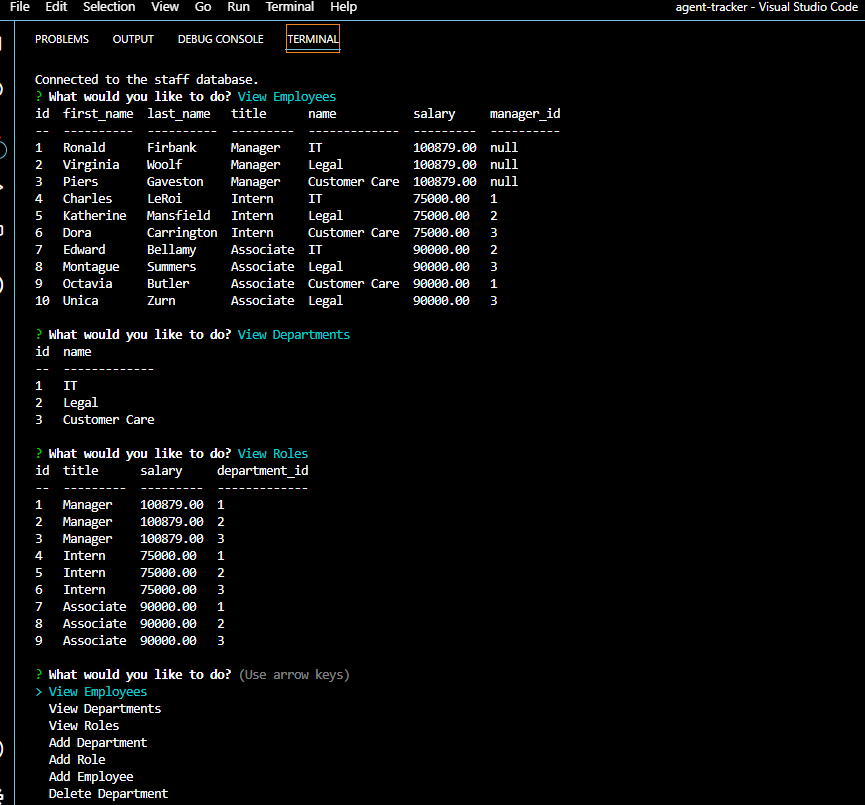 File Edit Selection View Go Run Terminal Help agent-tracker - Visual Studio Code
PROBLEMS OUTPUT DEBUG CONSOLE TERMINAL
Connected to the staff database.
? What would you like to do? View Employees
id first_name last_name title name salary manager_id
-- ---------- ---------- --------- ------------- --------- ----------
1 Ronald Firbank Manager IT 100879.00 null
2 Virginia Woolf Manager Legal 100879.00 null
3 Piers Gaveston Manager Customer Care 100879.00 null
4 Charles LeRoi Intern IT 75000.00 1
5 Katherine Mansfield Intern Legal 75000.00 2
6 Dora Carrington Intern Customer Care 75000.00 3
7 Edward Bellamy Associate IT 90000.00 2
8 Montague Summers Associate Legal 90000.00 3
9 Octavia Butler Associate Customer Care 90000.00 1
10 Unica Zurn Associate Legal 90000.00 3
? What would you like to do? View Departments
id name
-- -------------
1 IT
2 Legal
3 Customer Care
? What would you like to do? View Roles
id title salary department_id
-- --------- --------- -------------
1 Manager 100879.00 1
2 Manager 100879.00 2
3 Manager 100879.00 3
4 Intern 75000.00 1
5 Intern 75000.00 2
6 Intern 75000.00 3
7 Associate 90000.00 1
8 Associate 90000.00 2
9 Associate 90000.00 3
? What would you like to do? (Use arrow keys)
> View Employees
View Departments
View Roles
Add Department
Add Role
Add Employee
Delete Department